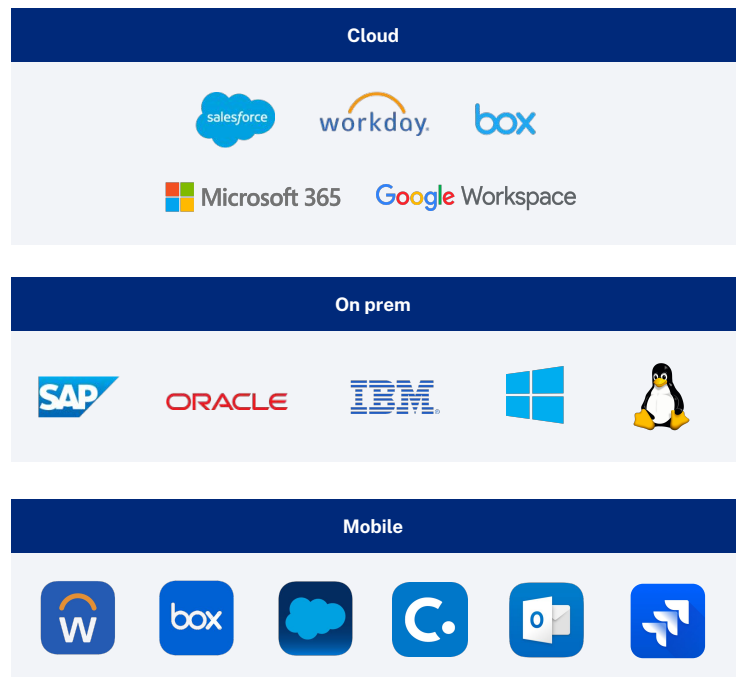 Cloud
salesforce workday. box
Microsoft 365 Google Workspace
On prem
SAP ORACLE IBM
Mobile
W box C. O